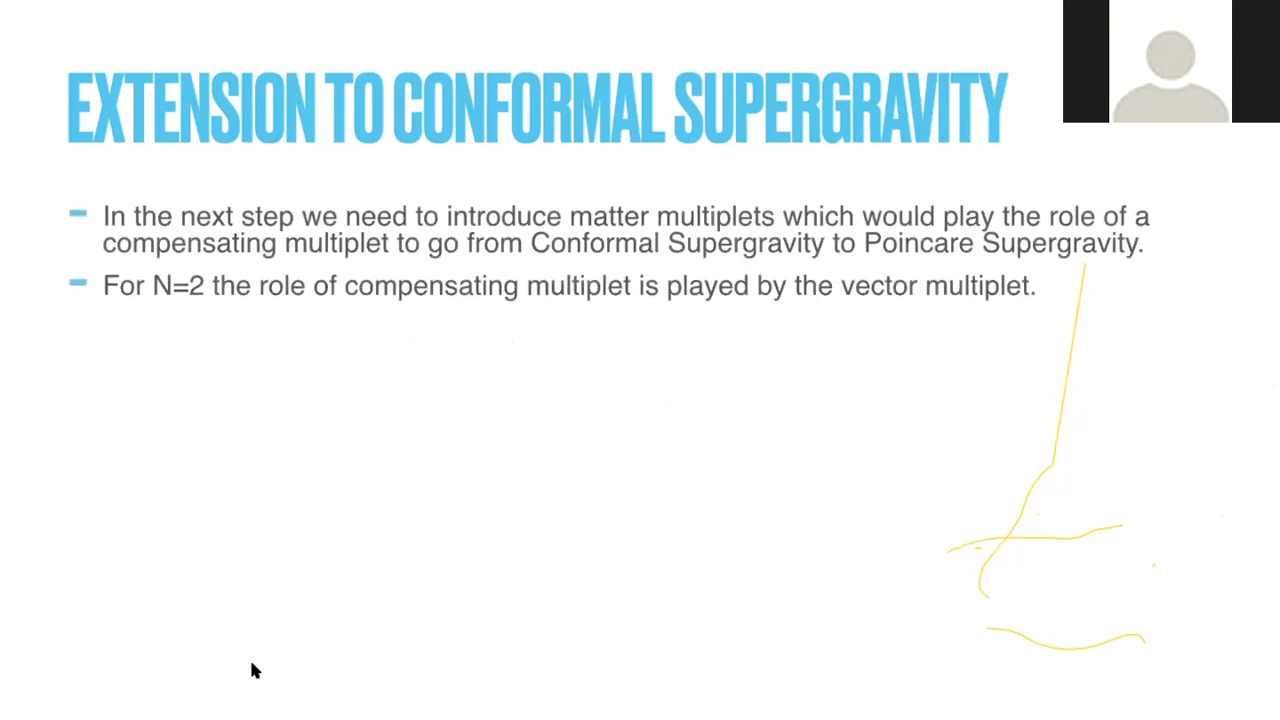 EXTENSION TO CONFORMAL SUPERGRAVITY
In the next step we need to introduce matter multiplets which would play the role of a
compensating multiplet to go from Conformal Supergravity to Poincare Supergravity.
For N=2 the role of compensating multiplet is played by the vector multiplet.